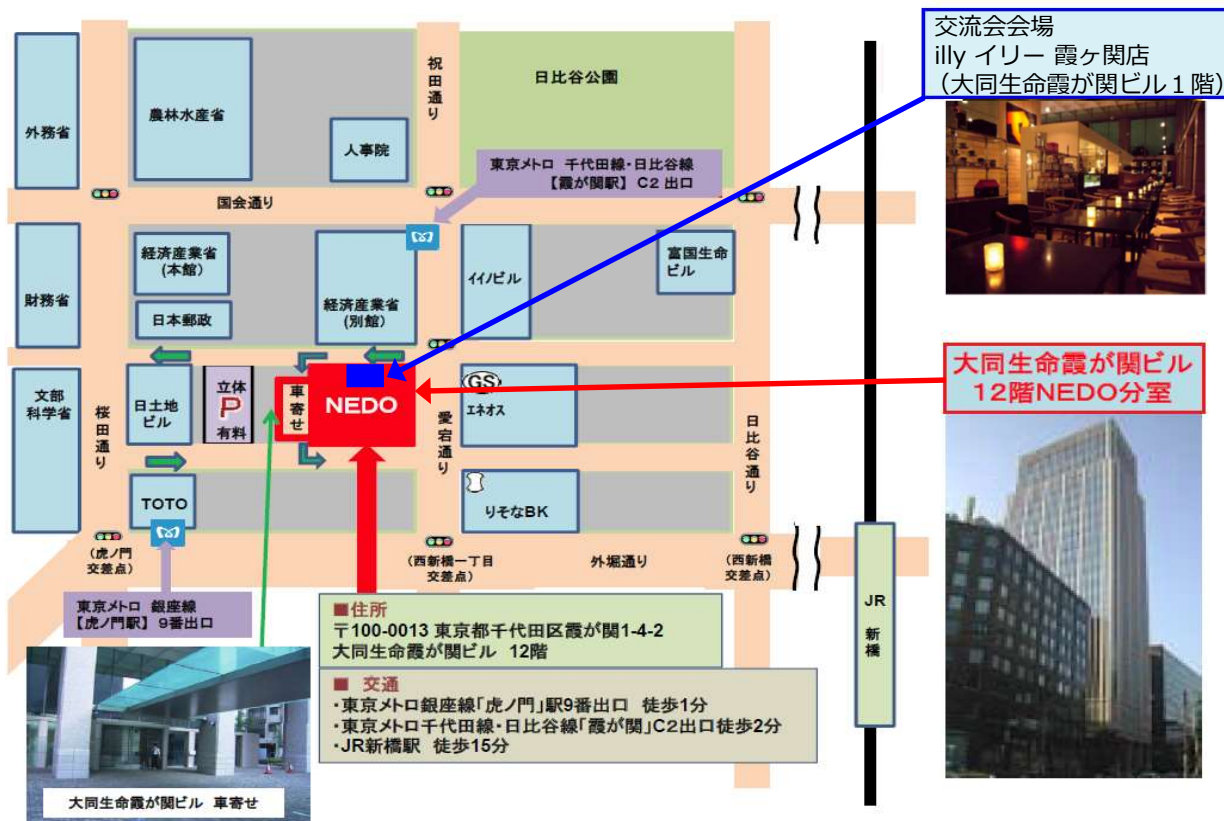 交流会会場
illy イリー 霞ヶ関店
(大同生命霞が関ビル1階)
祝田通り
日比谷公園
外務省
農林水産省
人事院
東京メトロ 千代田線・日比谷線
【霞が関駅】 C2 出口
国会通り
財務省
経済産業省
(本館)
日本郵政
経済産業省
(別館)
イイノビル
富国生命
ビル
文部
科学省
桜田通り
日土地
ビル
立体
P
有料
車寄せ
NEDO
愛宕通り
GS
エネオス
日比谷通り
大同生命霞が関ビル
12階NEDO分室
TOTO
りそなBK
(虎ノ門
交差点)
(西新橋一丁目
交差点)
外堀通り
(西新橋
交差点)
JR
新橋
東京メトロ 銀座線
【虎ノ門駅】 9番出口
■住所
〒100-0013 東京都千代田区霞が関1-4-2
大同生命霞が関ビル 12階
■ 交通
・東京メトロ銀座線「虎ノ門」駅9番出口 徒歩1分
・東京メトロ千代田線・日比谷線「霞が関」C2出口徒歩2分
・JR新橋駅 徒歩15分
大同生命霞が関ビル 車寄せ